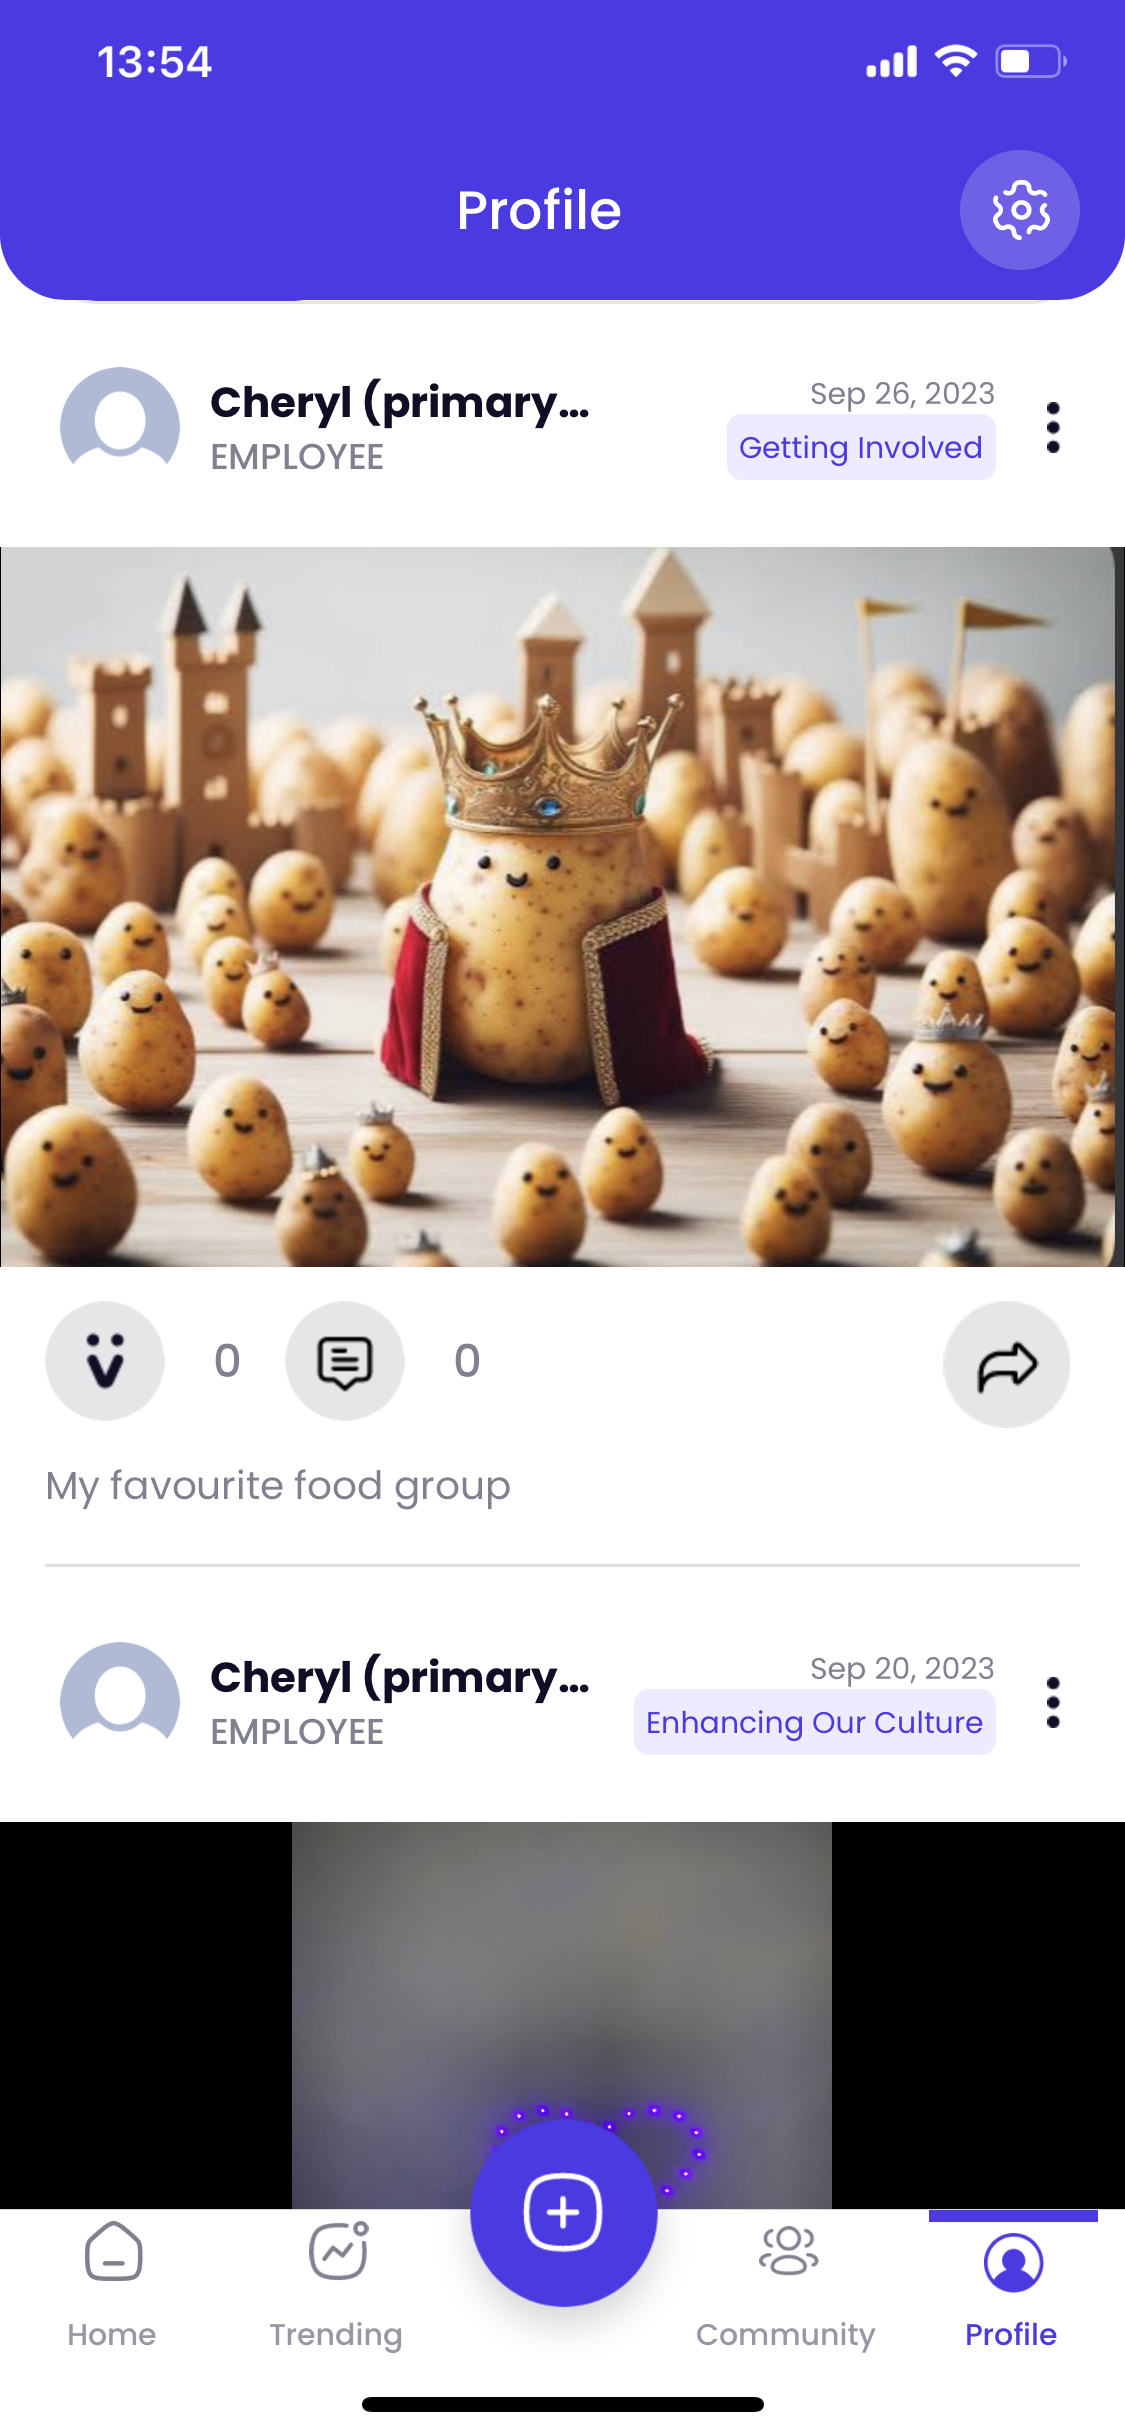 13:54
Profile
Cheryl (primary...
EMPLOYEE
Sep 26, 2023
Getting Involved
0
0
My favourite food group
Cheryl (primary...
EMPLOYEE
Sep 20, 2023
Enhancing Our Culture
Home
Trending
Community
Profile